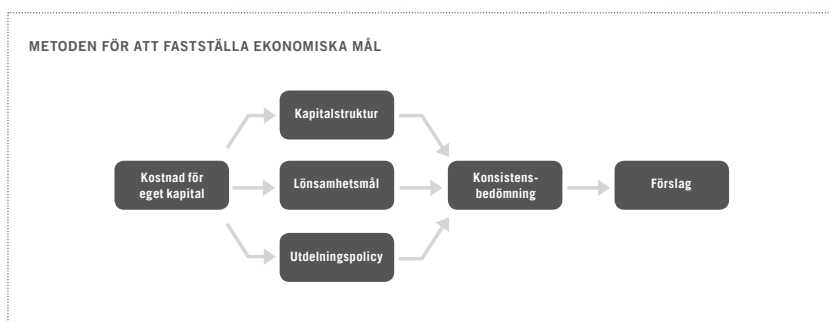 METODEN FÖR ATT FASTSTÄLLA EKONOMISKA MÅL
Kapitalstruktur
Kostnad för
eget kapital
Lönsamhetsmål
Konsistens-
bedömning
Förslag
Utdelningspolicy